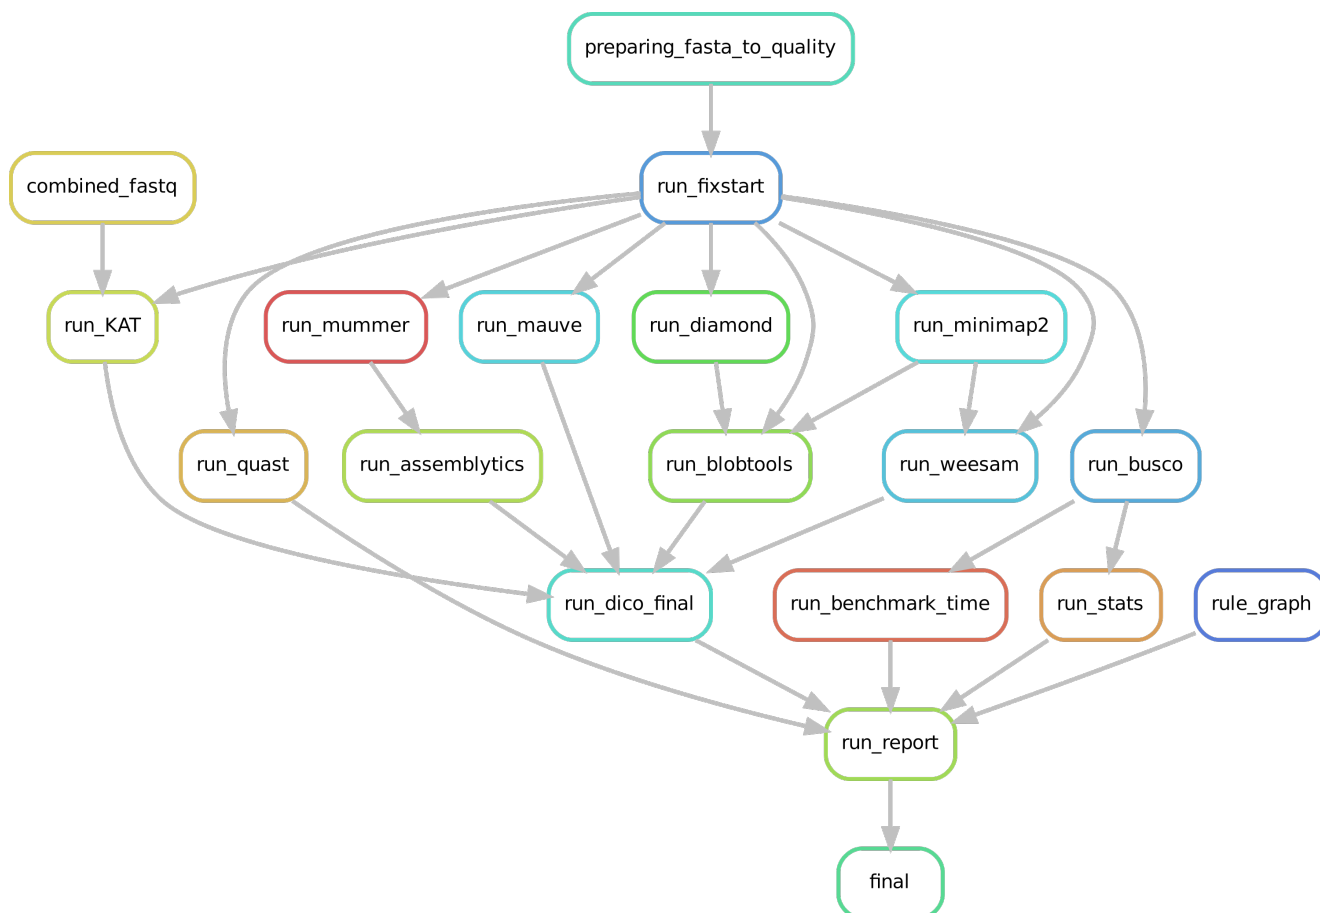 preparing_fasta_to_quality
combined_fastq
run_fixstart
run_KAT
run_mummer
run_mauve
run_diamond
run_minimap2
run_quast
run_assemblytics
run_blobtools
run_weesam
run_busco
run_dico_final
run_benchmark_time
run_stats
rule_graph
run_report
final